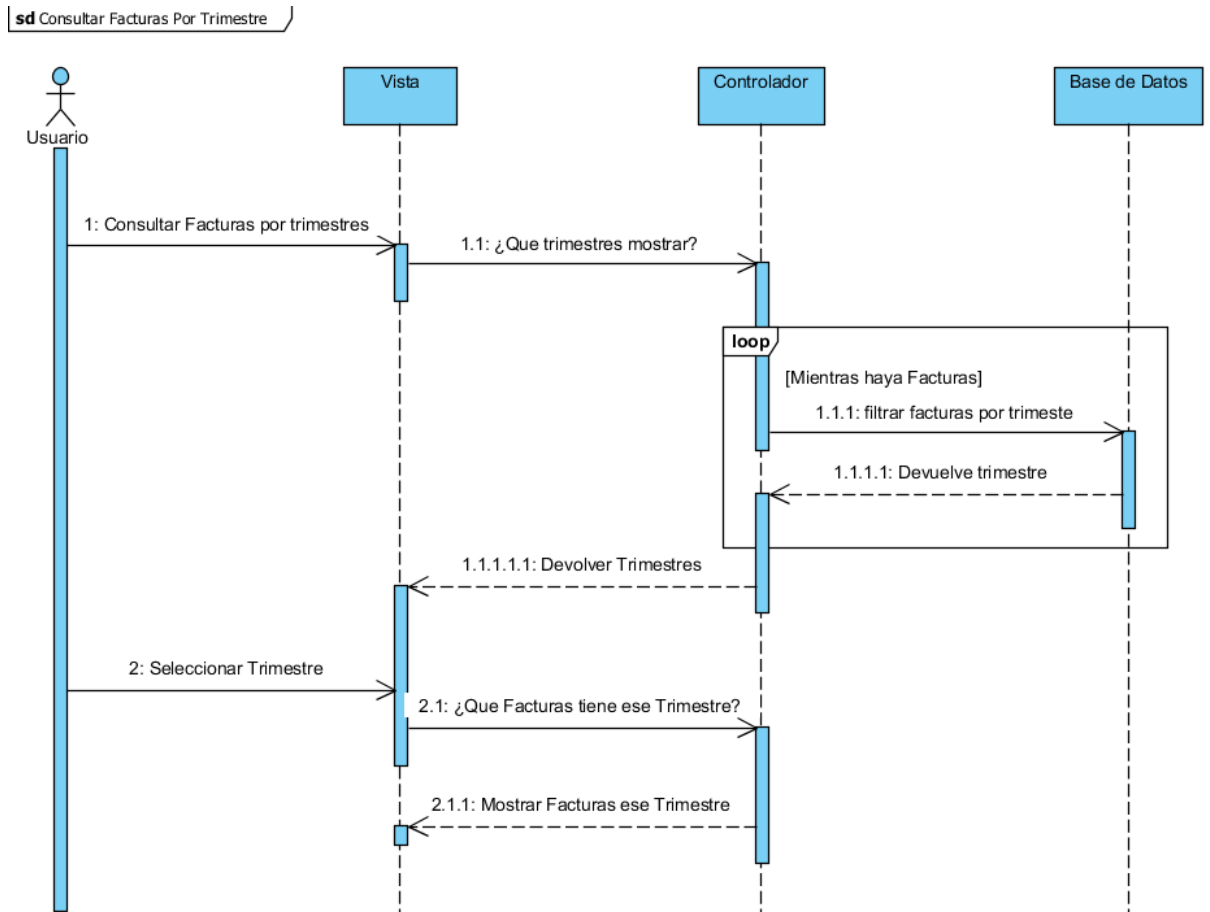 sd Consultar Facturas Por Trimestre
Usuario
Vista
Controlador
Base de Datos
1: Consultar Facturas por trimestres
1.1: ¿Que trimestres mostrar?
loop
[Mientras haya Facturas]
1.1.1: filtrar facturas por trimeste
1.1.1.1: Devuelve trimestre
1.1.1.1.1: Devolver Trimestres
2: Seleccionar Trimestre
2.1: ¿Que Facturas tiene ese Trimestre?
2.1.1: Mostrar Facturas ese Trimestre